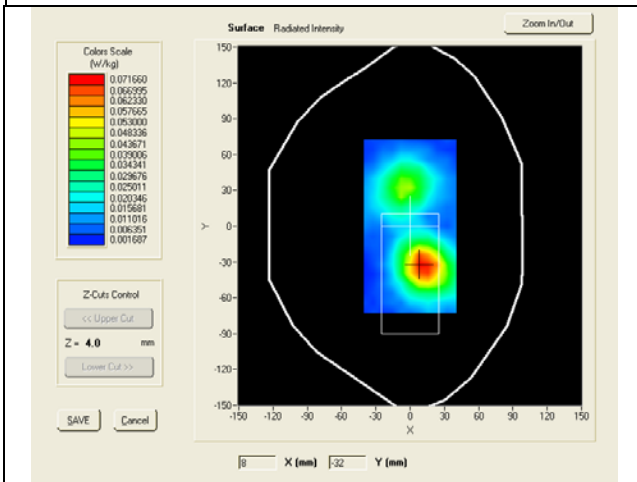 Surface Radiated Intensity
Zoom In/Out
Colors Scale
(W/kg)
0.071660
0.066995
0.062330
0.057665
0.053000
0.048336
0.043671
0.039006
0.034341
0.029676
0.025011
0.020346
0.015681
0.011016
0.006351
0.001687
Z-Cuts Control
<< Upper Cut
Z = 4.0 mm
Lower Cut >>
SAVE Cancel
150
120
90
60
30
0
-30
-60
-90
-120
-150
Y
-150 -120 -90 -60 -30 0 30 60 90 120 150
X
8 X (mm) -32 Y (mm)